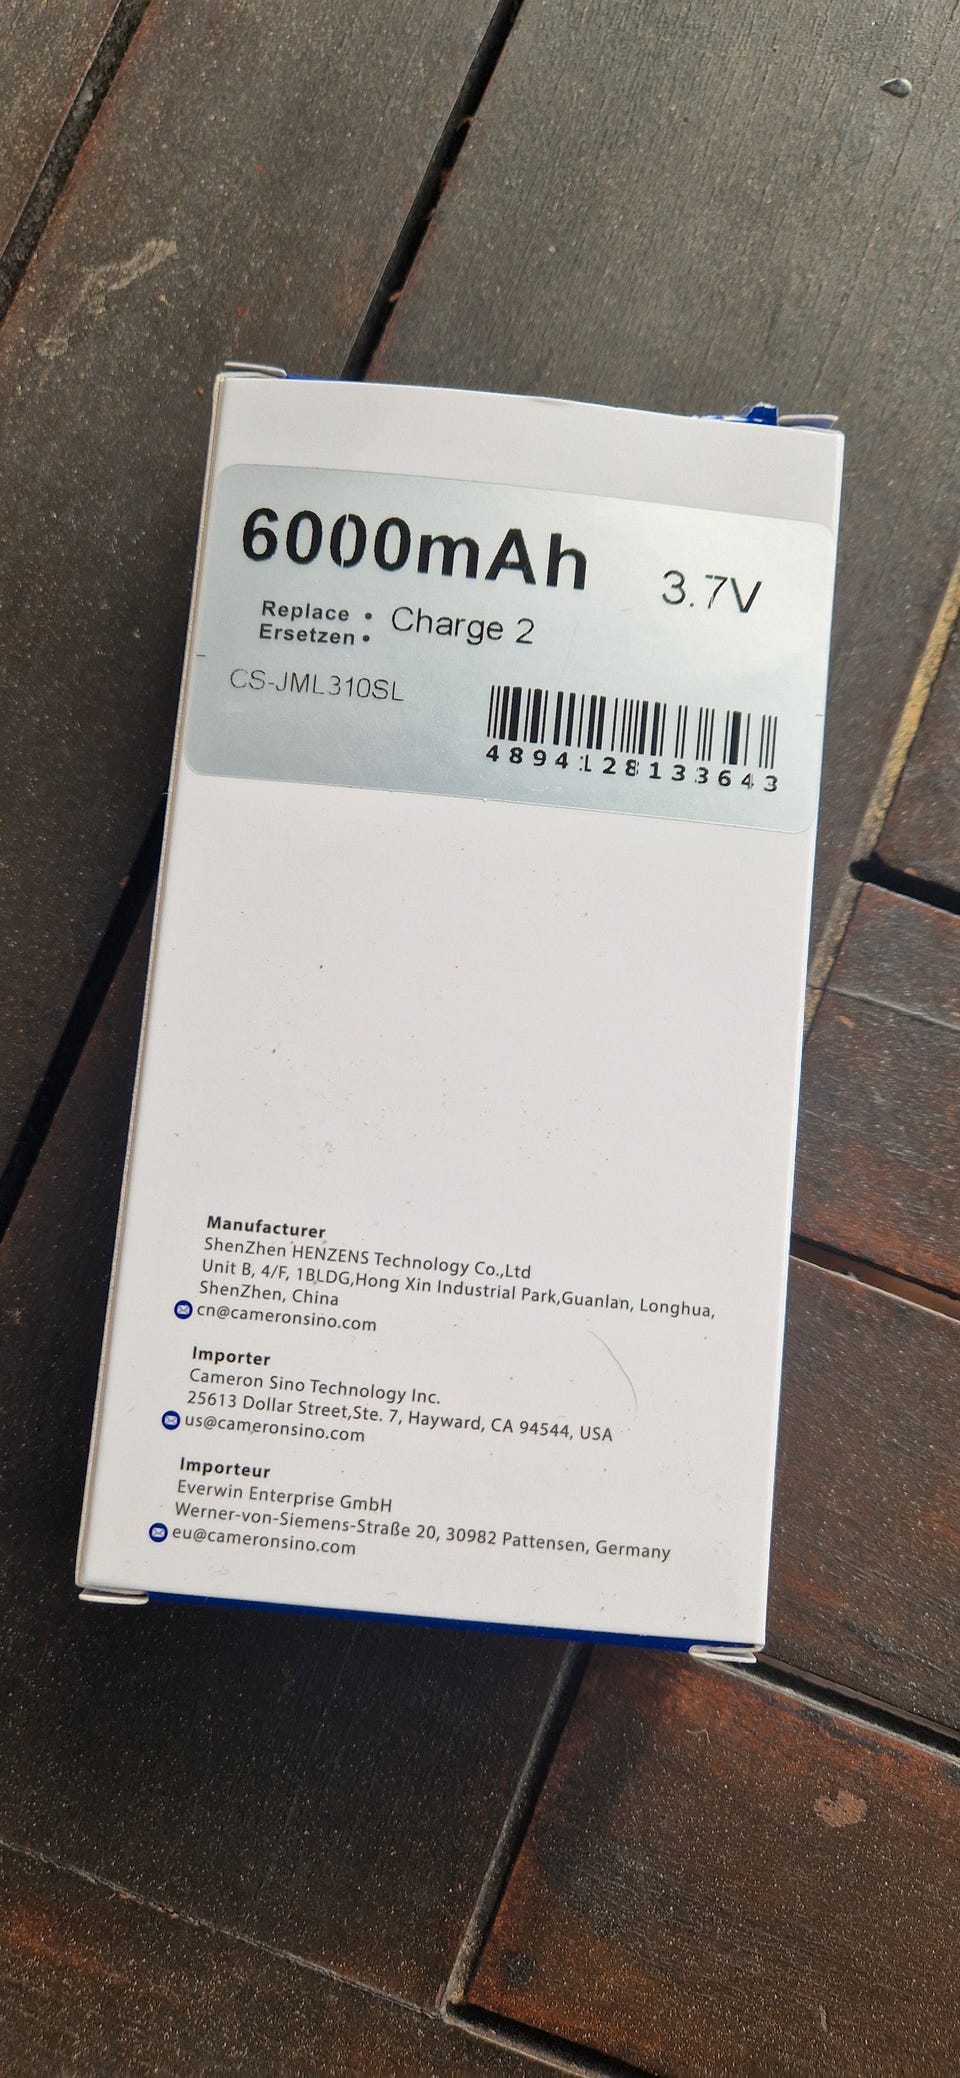 6000mAh 3.7V
Replace • Charge 2
Ersetzen •
CS-JML310SL
4894128133643
Manufacturer
ShenZhen HENZENS Technology Co.,Ltd
Unit B, 4/F, 1BLDG,Hong Xin Industrial Park,Guanlan, Longhua,
ShenZhen, China
cn@cameronsino.com
Importer
Cameron Sino Technology Inc.
25613 Dollar Street,Ste. 7, Hayward, CA 94544, USA
us@cameronsino.com
Importeur
Everwin Enterprise GmbH
Werner-von-Siemens-Straße 20, 30982 Pattensen, Germany
eu@cameronsino.com